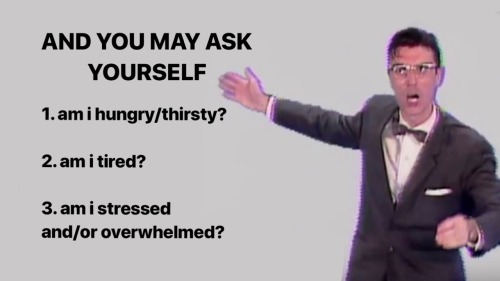 AND YOU MAY ASK
YOURSELF
1. am i hungry/thirsty?
2. am i tired?
3. am i stressed
and/or overwhelmed?